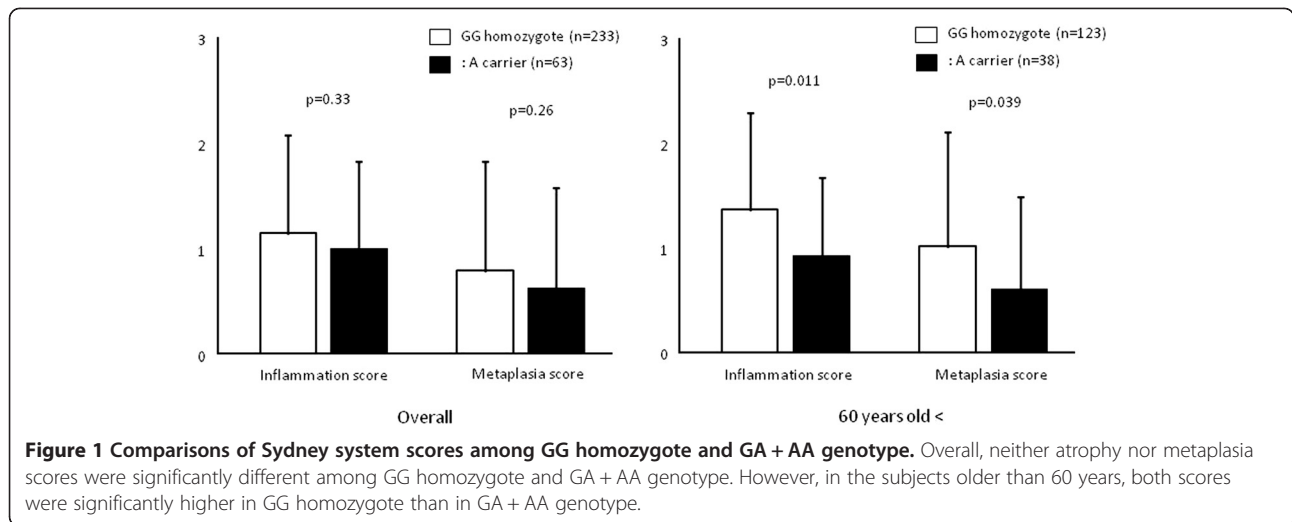 3
2
1
0
GG homozygote (n=233)
: A carrier (n=63)
p=0.33
p=0.26
Inflammation score
Metaplasia score
Overall
3
2
1
0
GG homozygote (n=123)
: A carrier (n=38)
p=0.011
p=0.039
Inflammation score
Metaplasia score
60 years old <
Figure 1 Comparisons of Sydney system scores among GG homozygote and GA + AA genotype. Overall, neither atrophy nor metaplasia
scores were significantly different among GG homozygote and GA + AA genotype. However, in the subjects older than 60 years, both scores
were significantly higher in GG homozygote than in GA + AA genotype.